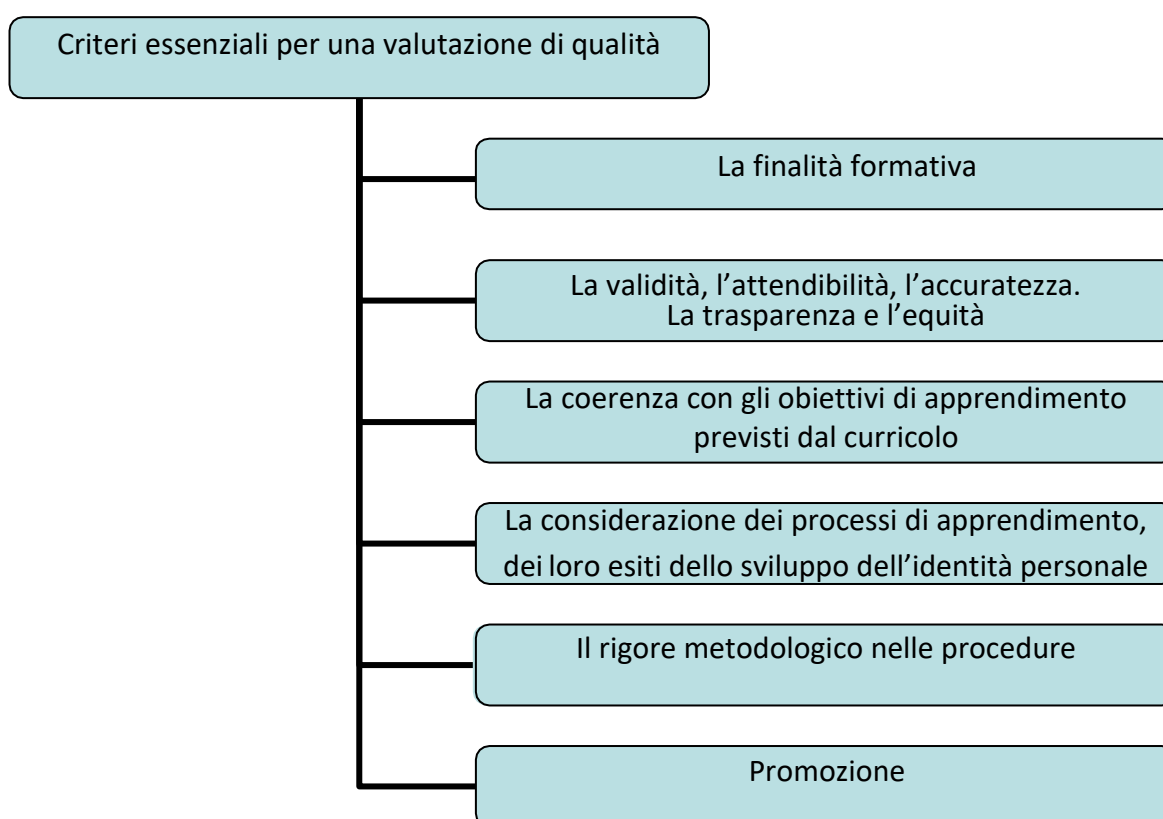 Criteri essenziali per una valutazione di qualità
La finalità formativa
La validità, l’attendibilità, l’accuratezza.
La trasparenza e l’equità
La coerenza con gli obiettivi di apprendimento
previsti dal curricolo
La considerazione dei processi di apprendimento,
dei loro esiti dello sviluppo dell’identità personale
Il rigore metodologico nelle procedure
Promozione